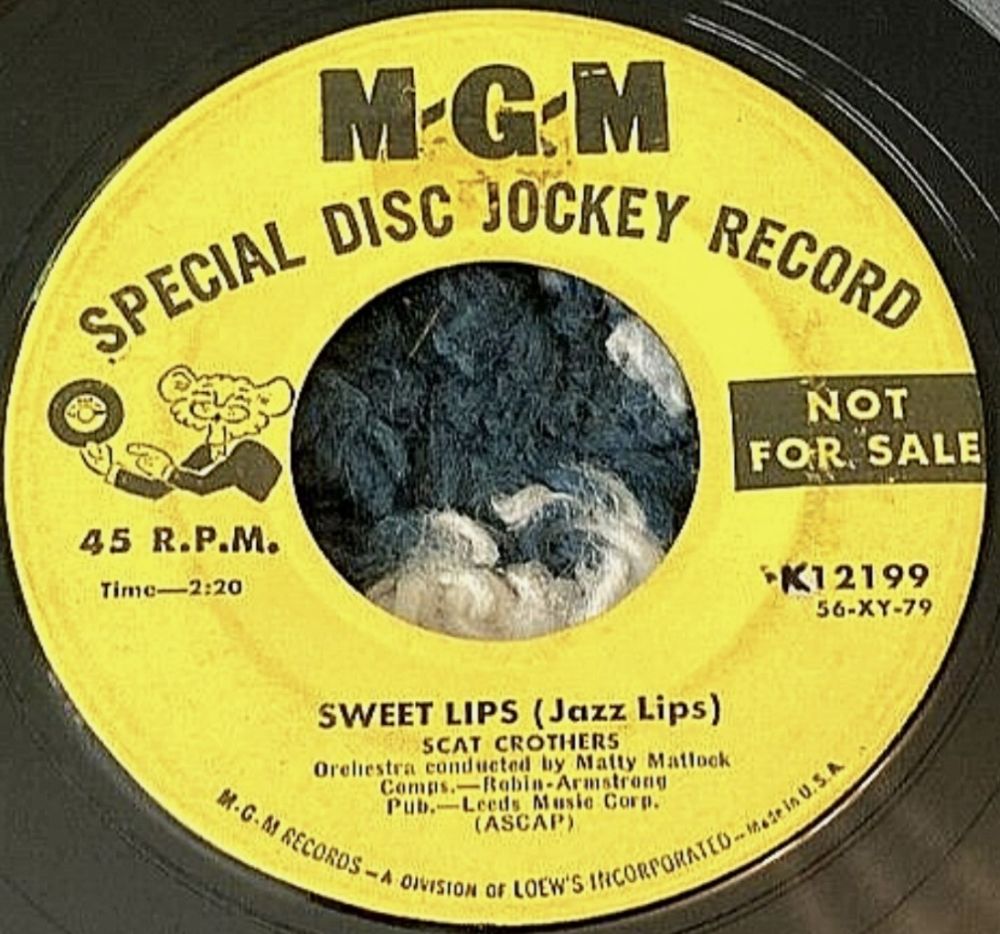 M-G-M
SPECIAL DISC JOCKEY RECORD
NOT
FOR SALE
45 R.P.M.
Time—2:20
K12199
56-XY-79
SWEET LIPS (Jazz Lips)
SCAT CROTHERS
Orchestra conducted by Matty Matlock
Comps.—Robin-Armstrong
Pub.—Leeds Music Corp.
(ASCAP)
M-G-M RECORDS – A DIVISION OF LOEW'S INCORPORATED – Made in U.S.A.